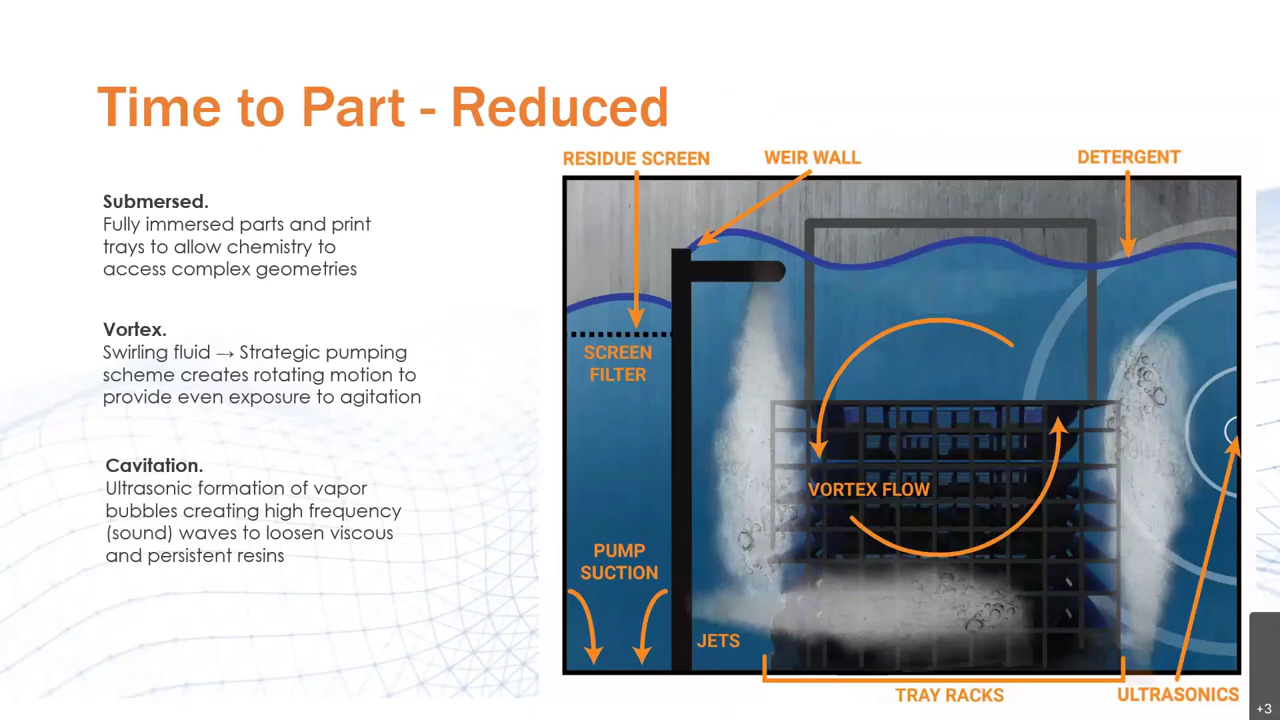 Time to Part - Reduced
Submersed.
Fully immersed parts and print
trays to allow chemistry to
access complex geometries
Vortex.
Swirling fluid → Strategic pumping
scheme creates rotating motion to
provide even exposure to agitation
Cavitation.
Ultrasonic formation of vapor
bubbles creating high frequency
(sound) waves to loosen viscous
and persistent resins
RESIDUE SCREEN
WEIR WALL
DETERGENT
SCREEN
FILTER
VORTEX FLOW
PUMP
SUCTION
JETS
TRAY RACKS
ULTRASONICS
+3